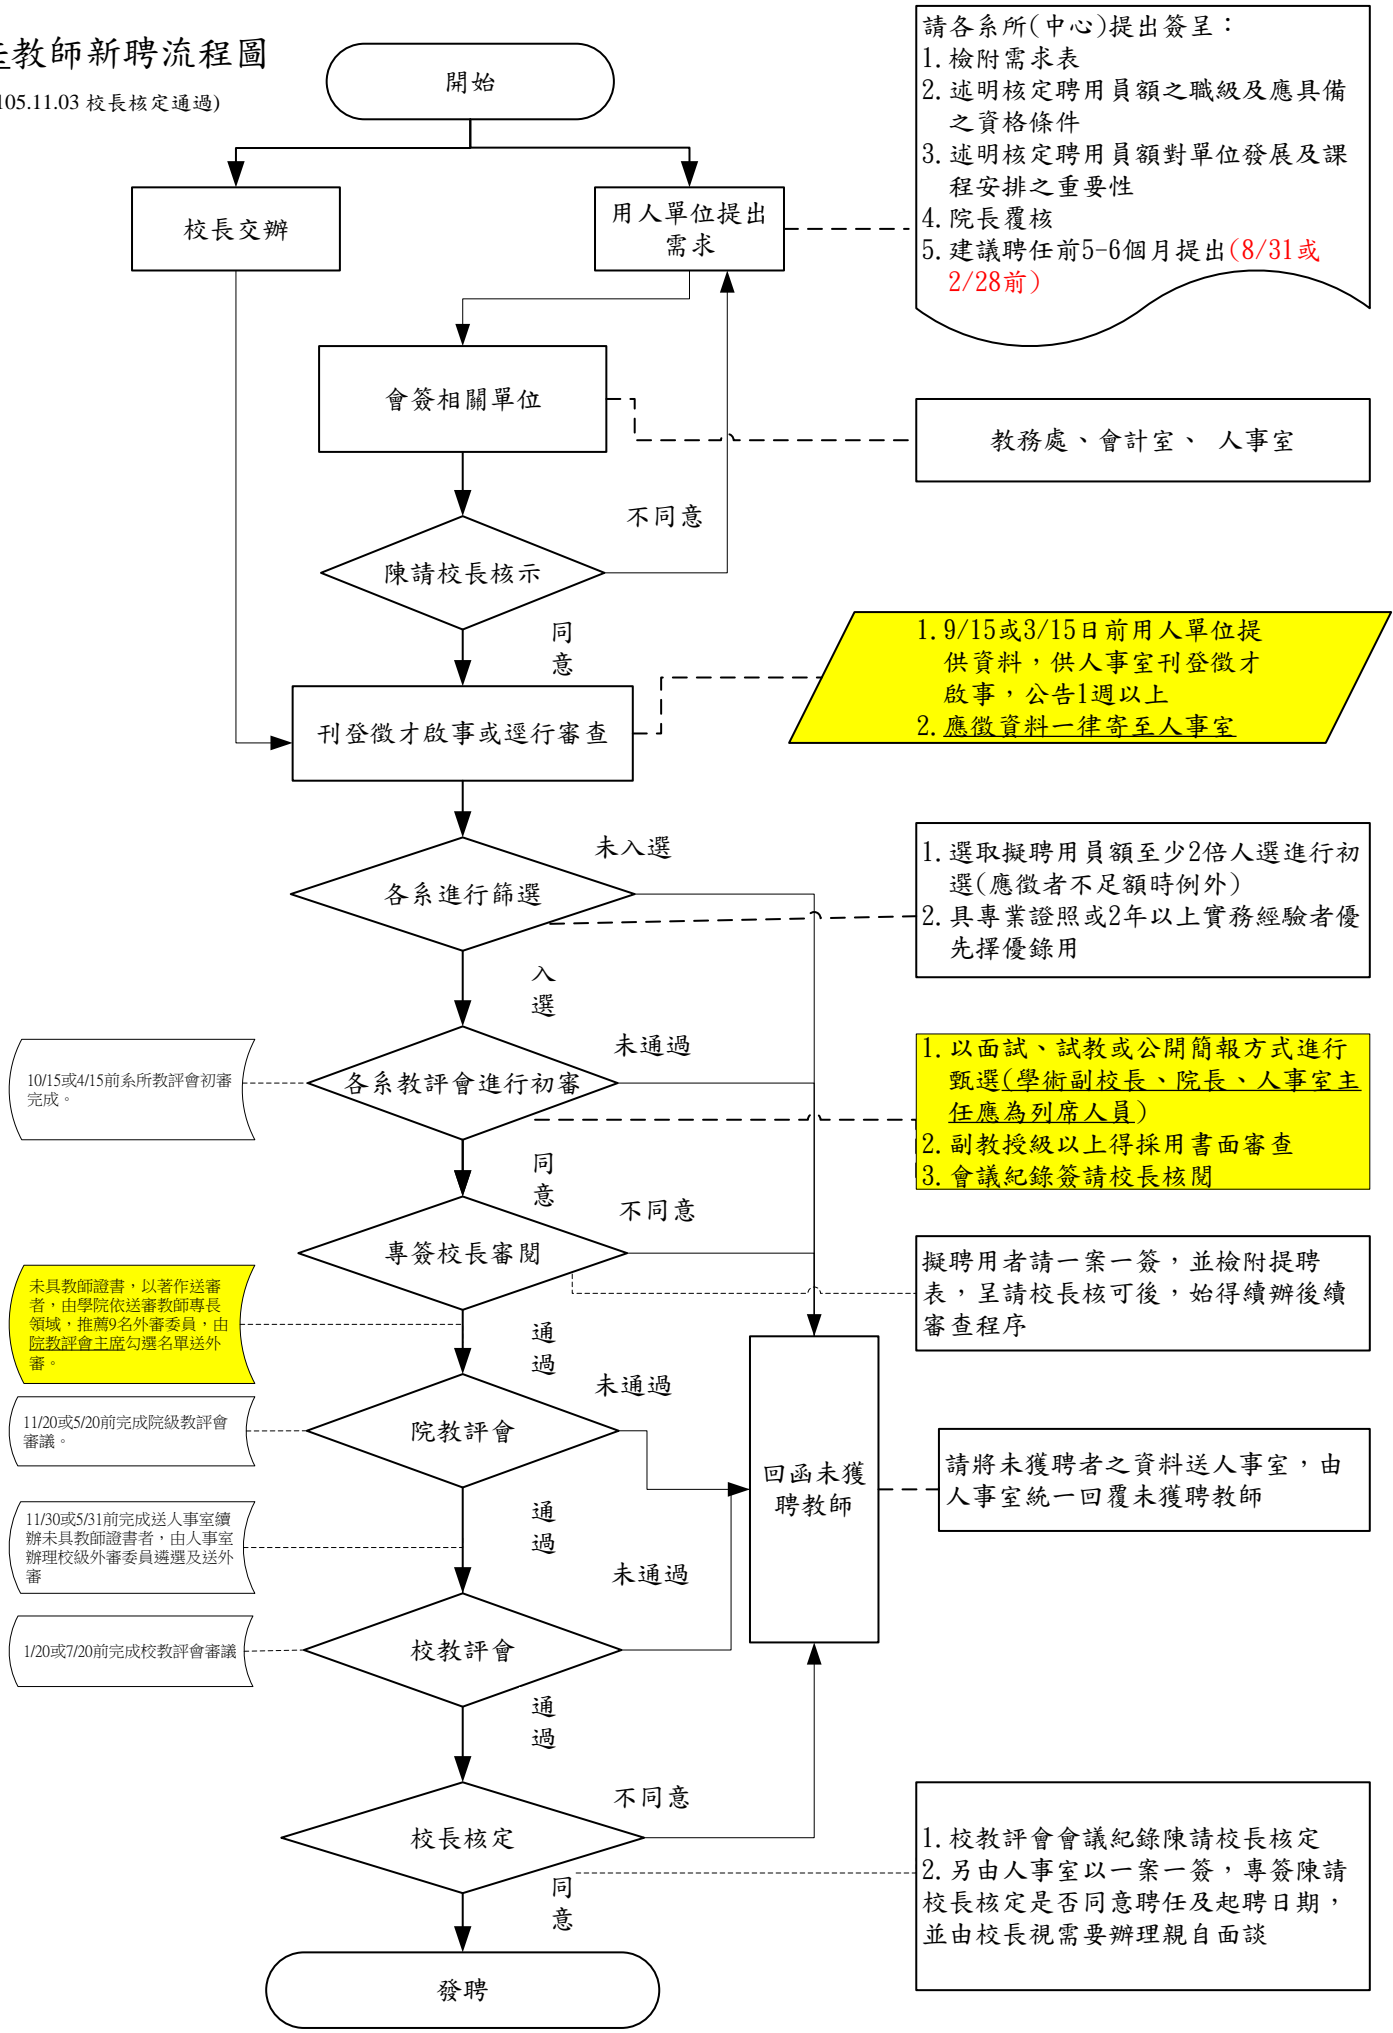 教師新聘流程圖
105.11.03 校長核定通過)
開始
請各系所(中心)提出簽呈：
1.檢附需求表
2.述明核定聘用員額之職級及應具備
之資格條件
3.述明核定聘用員額對單位發展及課
程安排之重要性
4.院長覆核
5.建議聘任前5-6個月提出(8/31或
2/28前)
校長交辦
用人單位提出
需求
會簽相關單位
教務處、會計室、 人事室
不同意
陳請校長核示
同
意
1.9/15或3/15日前用人單位提
供資料，供人事室刊登徵才
啟事，公告1週以上
2.應徵資料一律寄至人事室
刊登徵才啟事或逕行審查
未入選
各系進行篩選
1.選取擬聘用員額至少2倍人選進行初
選(應徵者不足額時例外)
2.具專業證照或2年以上實務經驗者優
先擇優錄用
入
選
未通過
10/15或4/15前系所教評會初審
完成。
各系教評會進行初審
1.以面試、試教或公開簡報方式進行
甄選(學術副校長、院長、人事室主
任應為列席人員)
2.副教授級以上得採用書面審查
3.會議紀錄簽請校長核閱
同
意
不同意
專簽校長審閱
擬聘用者請一案一簽，並檢附提聘
表，呈請校長核可後，始得續辦後續
審查程序
未具教師證書，以著作送審
者，由學院依送審教師專長
領域，推薦9名外審委員，由
院教評會主席勾選名單送外
審。
通
過
未通過
11/20或5/20前完成院級教評會
審議。
院教評會
回函未獲
聘教師
請將未獲聘者之資料送人事室，由
人事室統一回覆未獲聘教師
11/30或5/31前完成送人事室續
辦未具教師證書者，由人事室
辦理校級外審委員遴選及送外
審
通
過
未通過
1/20或7/20前完成校教評會審議
校教評會
通
過
不同意
校長核定
1.校教評會會議紀錄陳請校長核定
2.另由人事室以一案一簽，專簽陳請
校長核定是否同意聘任及起聘日期，
並由校長視需要辦理親自面談
同
意
發聘